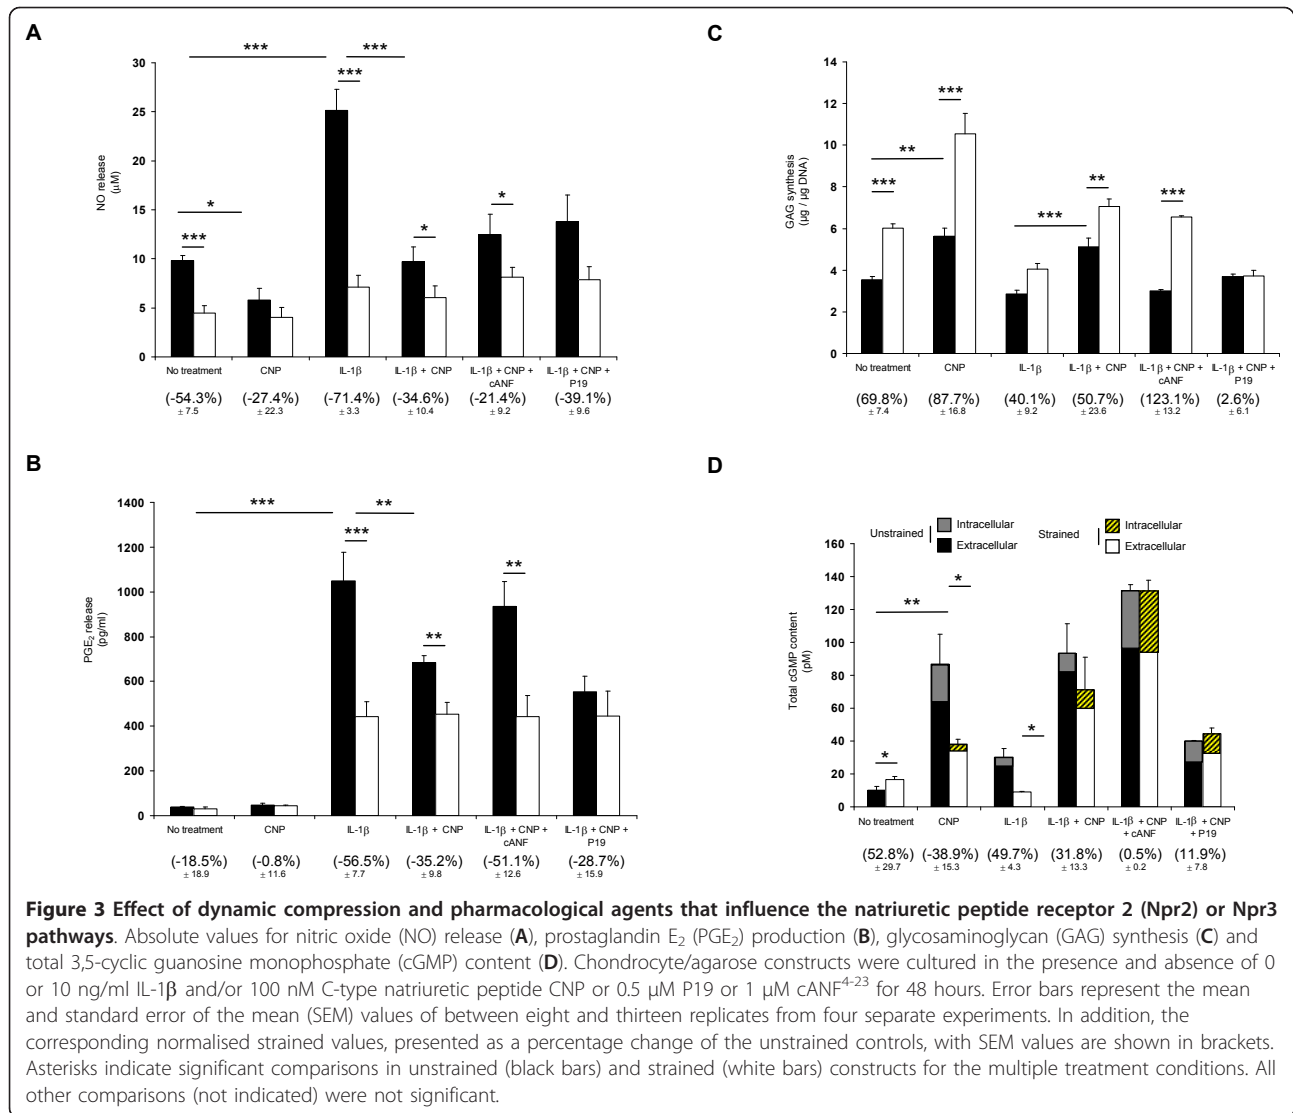 A
NO release
(µM)
30
25
20
15
10
5
0
***
***
***
*
***
*
*
No treatment
CNP
IL-1β
IL-1β + CNP
IL-1β + CNP +
cANF
IL-1β + CNP +
P19
(-54.3%) (-27.4%) (-71.4%) (-34.6%) (-21.4%) (-39.1%)
± 7.5 ± 22.3 ± 3.3 ± 10.4 ± 9.2 ± 9.6
C
GAG synthesis
(µg / µg DNA)
14
12
10
8
6
4
2
0
***
**
***
***
**
***
No treatment
CNP
IL-1β
IL-1β + CNP
IL-1β + CNP +
cANF
IL-1β + CNP +
P19
(69.8%) (87.7%) (40.1%) (50.7%) (123.1%) (2.6%)
± 7.4 ± 16.8 ± 9.2 ± 23.6 ± 13.2 ± 6.1
B
PGE2 release
(pg/ml)
1400
1200
1000
800
600
400
200
0
***
**
***
**
**
No treatment
CNP
IL-1β
IL-1β + CNP
IL-1β + CNP +
cANF
IL-1β + CNP +
P19
(-18.5%) (-0.8%) (-56.5%) (-35.2%) (-51.1%) (-28.7%)
± 18.9 ± 11.6 ± 7.7 ± 9.8 ± 12.6 ± 15.9
D
Unstrained
Intracellular
Extracellular
Strained
Intracellular
Extracellular
Total cGMP content
(pM)
160
140
120
100
80
60
40
20
0
*
**
*
*
No treatment
CNP
IL-1β
IL-1β + CNP
IL-1β + CNP
+ cANF
IL-1β + CNP
+ P19
(52.8%) (-38.9%) (49.7%) (31.8%) (0.5%) (11.9%)
± 29.7 ± 15.3 ± 4.3 ± 13.3 ± 0.2 ± 7.8
Figure 3 Effect of dynamic compression and pharmacological agents that influence the natriuretic peptide receptor 2 (Npr2) or Npr3
pathways. Absolute values for nitric oxide (NO) release (A), prostaglandin E2 (PGE2) production (B), glycosaminoglycan (GAG) synthesis (C) and
total 3,5-cyclic guanosine monophosphate (cGMP) content (D). Chondrocyte/agarose constructs were cultured in the presence and absence of 0
or 10 ng/ml IL-1β and/or 100 nM C-type natriuretic peptide CNP or 0.5 µM P19 or 1 µM cANF4-23 for 48 hours. Error bars represent the mean
and standard error of the mean (SEM) values of between eight and thirteen replicates from four separate experiments. In addition, the
corresponding normalised strained values, presented as a percentage change of the unstrained controls, with SEM values are shown in brackets.
Asterisks indicate significant comparisons in unstrained (black bars) and strained (white bars) constructs for the multiple treatment conditions. All
other comparisons (not indicated) were not significant.